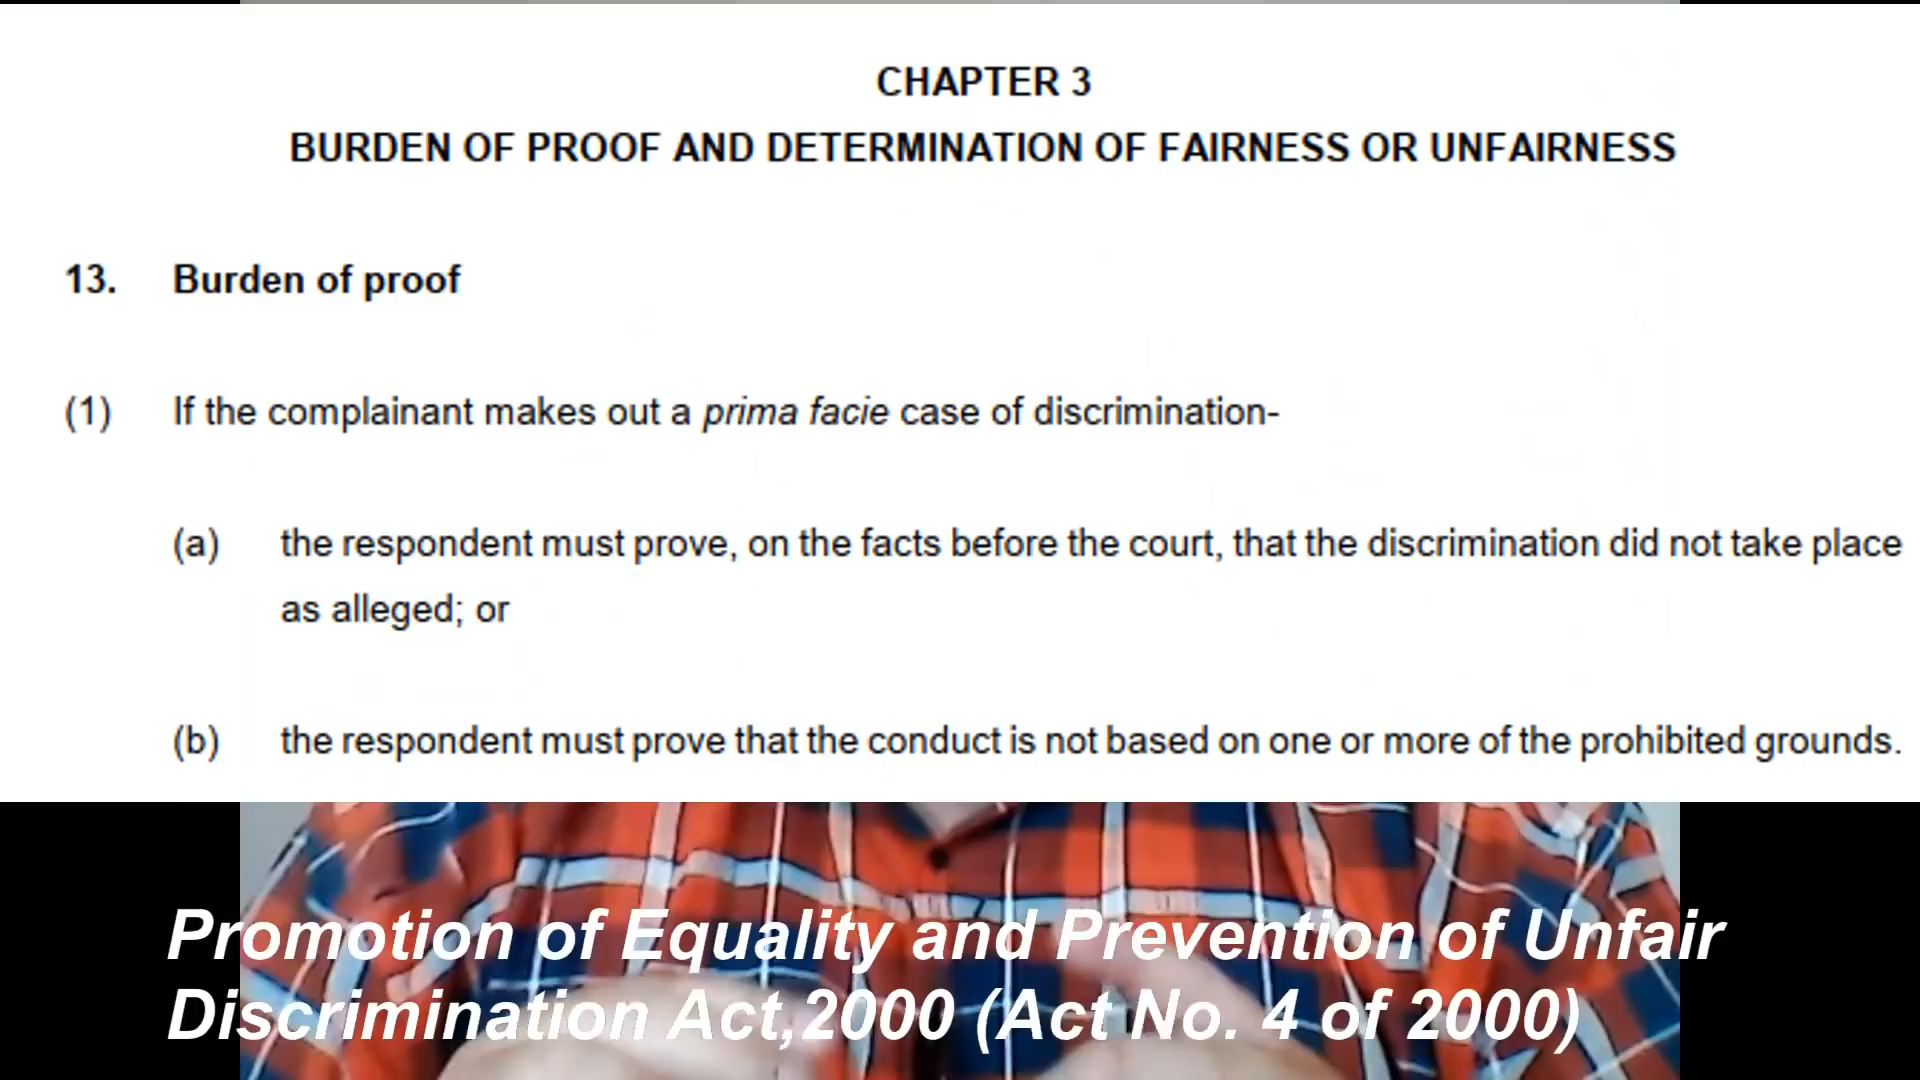 CHAPTER 3
BURDEN OF PROOF AND DETERMINATION OF FAIRNESS OR UNFAIRNESS
13. Burden of proof
(1) If the complainant makes out a prima facie case of discrimination-
(a) the respondent must prove, on the facts before the court, that the discrimination did not take place
as alleged; or
(b) the respondent must prove that the conduct is not based on one or more of the prohibited grounds.
Promotion of Equality and Prevention of Unfair
Discrimination Act,2000 (Act No. 4 of 2000)